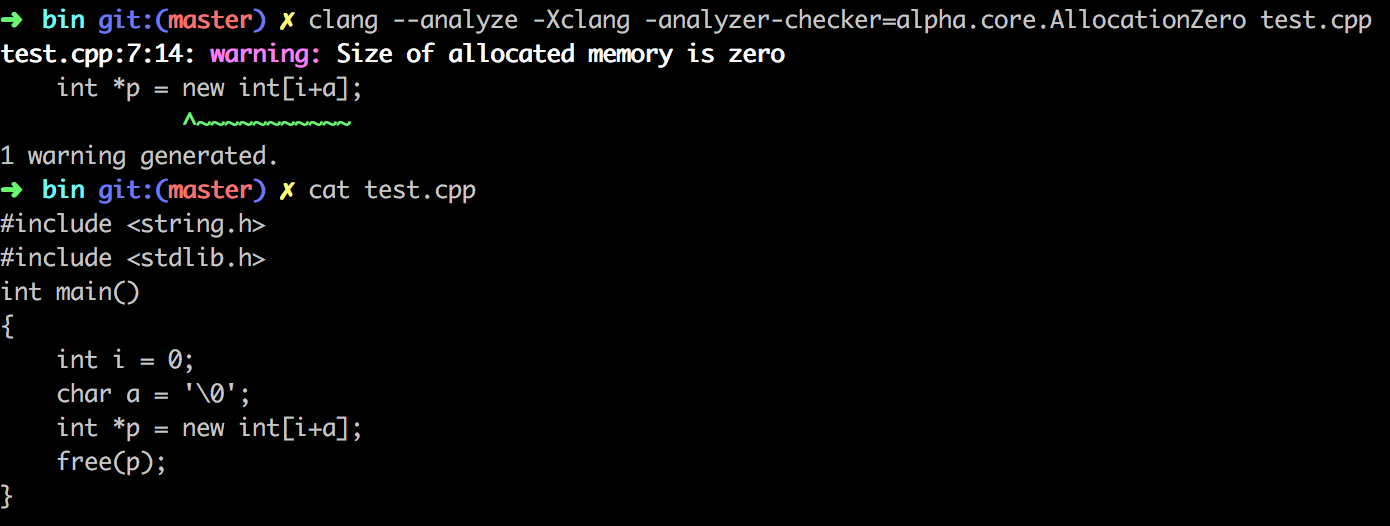 ➜  bin git:(master) ✗ clang --analyze -Xclang -analyzer-checker=alpha.core.AllocationZero test.cpp
test.cpp:7:14: warning: Size of allocated memory is zero
    int *p = new int[i+a];
             ^~~~~~~~~~~~
1 warning generated.
➜  bin git:(master) ✗ cat test.cpp
#include <string.h>
#include <stdlib.h>
int main()
{
    int i = 0;
    char a = '\0';
    int *p = new int[i+a];
    free(p);
}